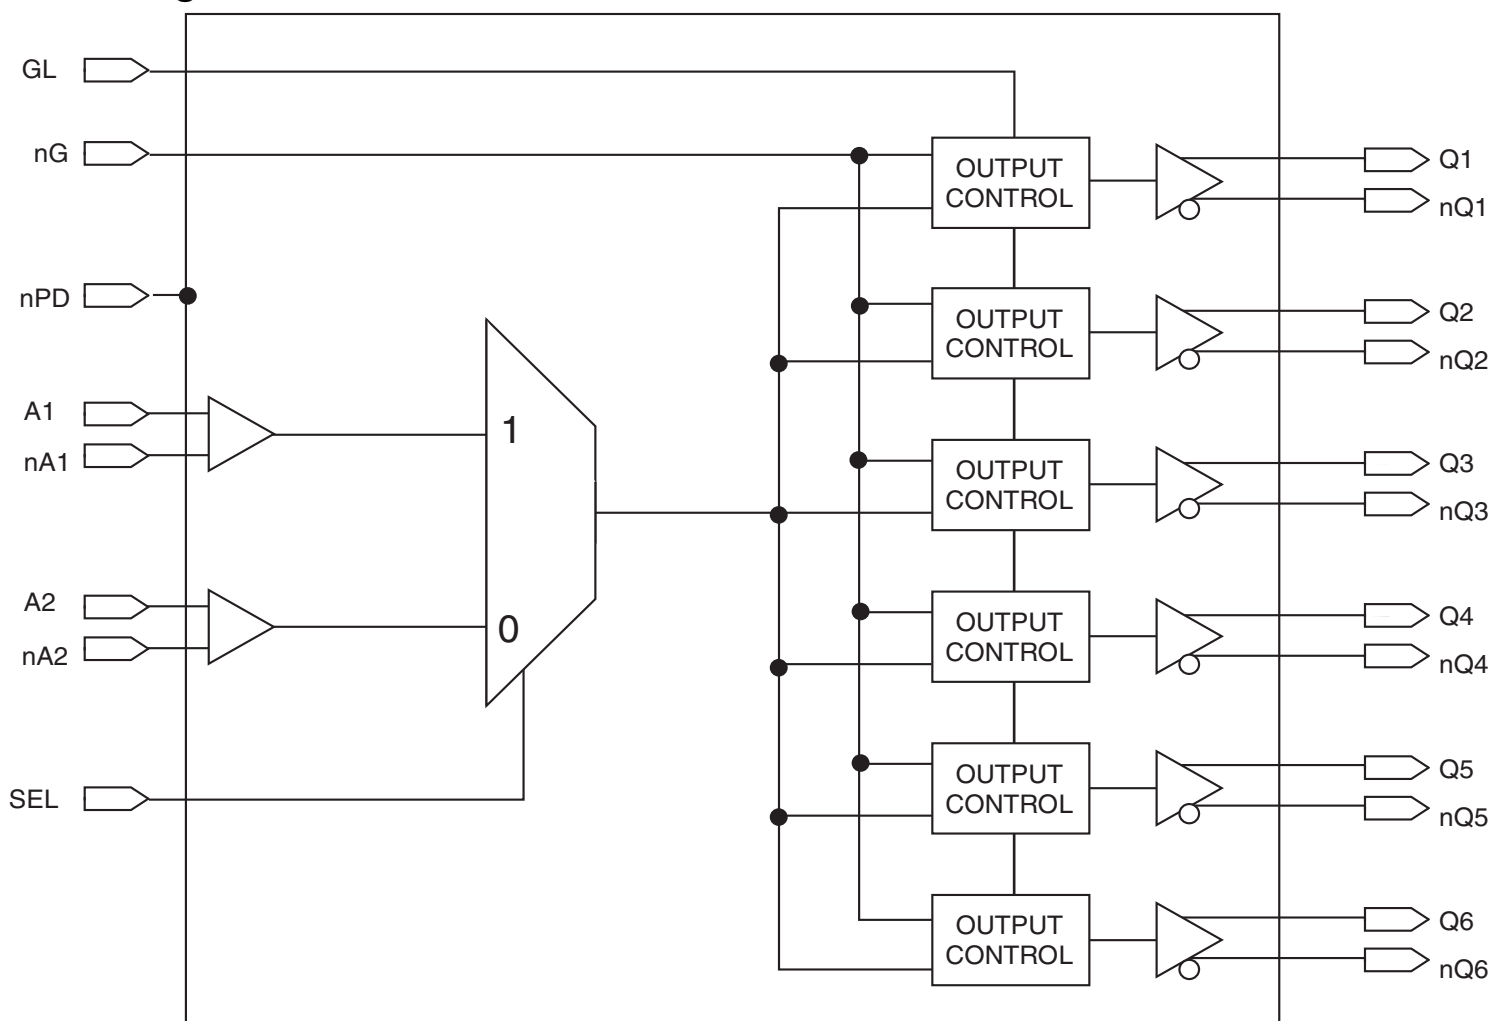 GL
nG
nPD
A1
nA1
A2
nA2
SEL
1
0
OUTPUT
CONTROL
OUTPUT
CONTROL
OUTPUT
CONTROL
OUTPUT
CONTROL
OUTPUT
CONTROL
OUTPUT
CONTROL
Q1
nQ1
Q2
nQ2
Q3
nQ3
Q4
nQ4
Q5
nQ5
Q6
nQ6